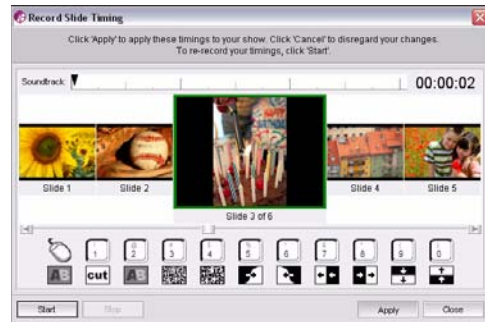 Record Slide Timing
Click 'Apply' to apply these timings to your show. Click 'Cancel' to disregard your changes.
To re-record your timings, click 'Start'.
Soundtrack: 00:00:02
Slide 1 Slide 2 Slide 4 Slide 5
Slide 3 of 6
1 2 3 4 5 6 7 8 9 0
AB cut AB
Start Stop Apply Close